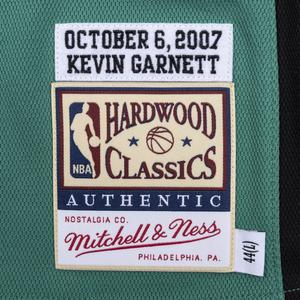 OCTOBER 6, 2007
KEVIN GARNETT
NBA
HARDWOOD
CLASSICS
AUTHENTIC
NOSTALGIA CO.
Mitchell & Ness
PHILADELPHIA, PA.
44(L)